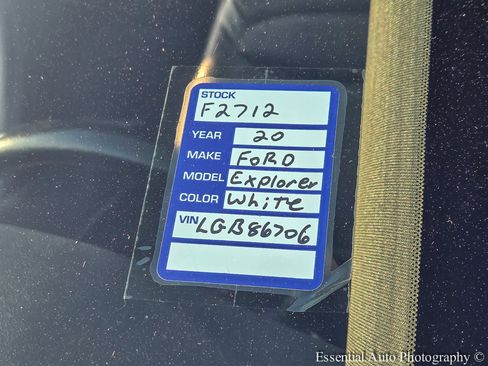 STOCK
F2712
YEAR 20
MAKE FORD
MODEL Explorer
COLOR White
VIN LGB86706
Essential Auto Photography ©